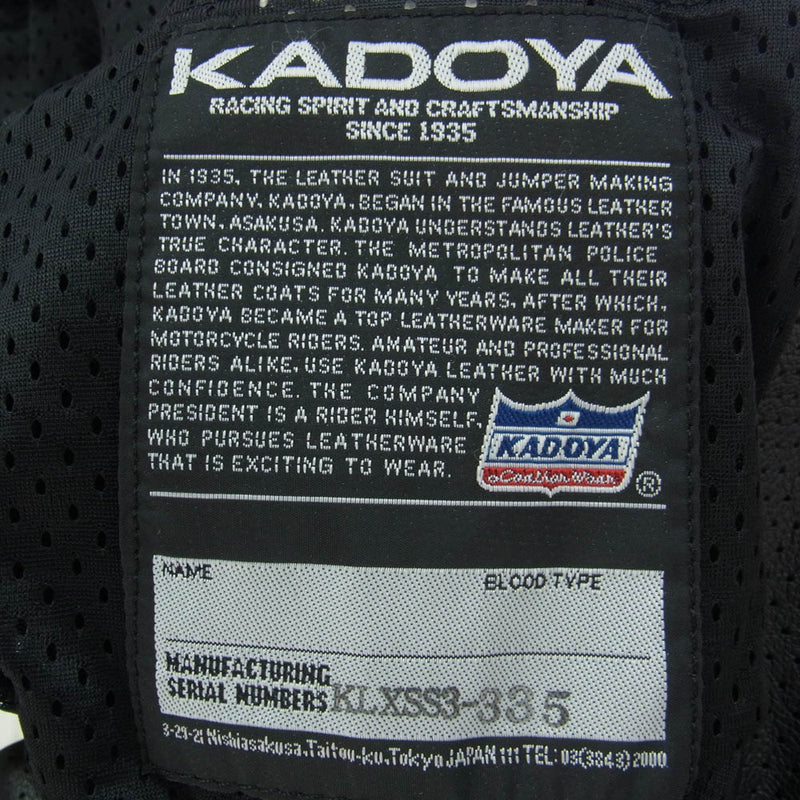 KADOYA
RACING SPIRIT AND CRAFTSMANSHIP
SINCE 1935
IN 1935, THE LEATHER SUIT AND JUMPER MAKING
COMPANY, KADOYA, BEGAN IN THE FAMOUS LEATHER
TOWN, ASAKUSA. KADOYA UNDERSTANDS LEATHER'S
TRUE CHARACTER. THE METROPOLITAN POLICE
BOARD CONSIGNED KADOYA TO MAKE ALL THEIR
LEATHER COATS FOR MANY YEARS. AFTER WHICH,
KADOYA BECAME A TOP LEATHERWARE MAKER FOR
MOTORCYCLE RIDERS. AMATEUR AND PROFESSIONAL
RIDERS ALIKE, USE KADOYA LEATHER WITH MUCH
CONFIDENCE. THE COMPANY
PRESIDENT IS A RIDER HIMSELF,
WHO PURSUES LEATHERWARE
THAT IS EXCITING TO WEAR.
KADOYA
Leather Wear
®
NAME BLOOD TYPE
MANUFACTURING
SERIAL NUMBERS KLXSS3-335
3-29-21 Nishiasakusa, Taitou-ku, Tokyo JAPAN 111 TEL: 03(3843)2000